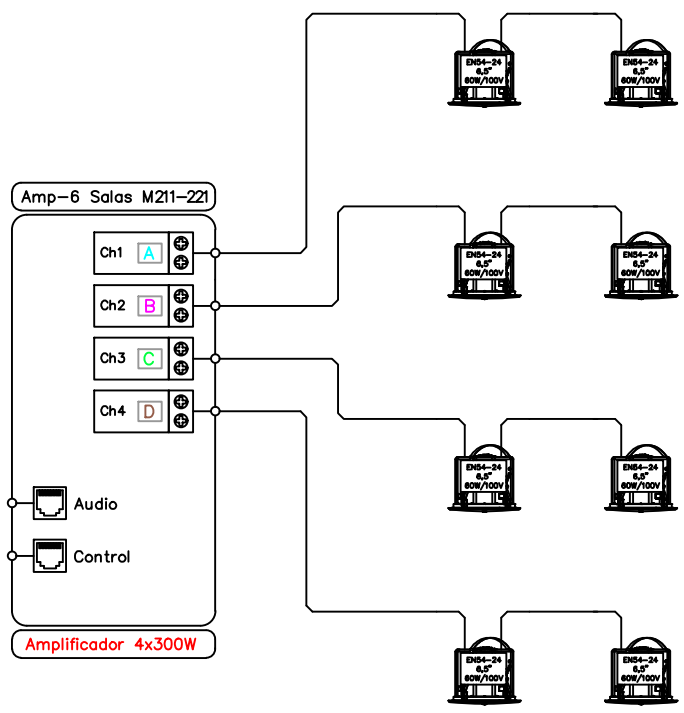 EN54-24
6,5"
60W/100V
EN54-24
6,5"
60W/100V
Amp-6 Salas M211-221
Ch1 A
EN54-24
6,5"
60W/100V
EN54-24
6,5"
60W/100V
Ch2 B
Ch3 C
Ch4 D
EN54-24
6,5"
60W/100V
EN54-24
6,5"
60W/100V
Audio
Control
Amplificador 4x300W
EN54-24
6,5"
60W/100V
EN54-24
6,5"
60W/100V